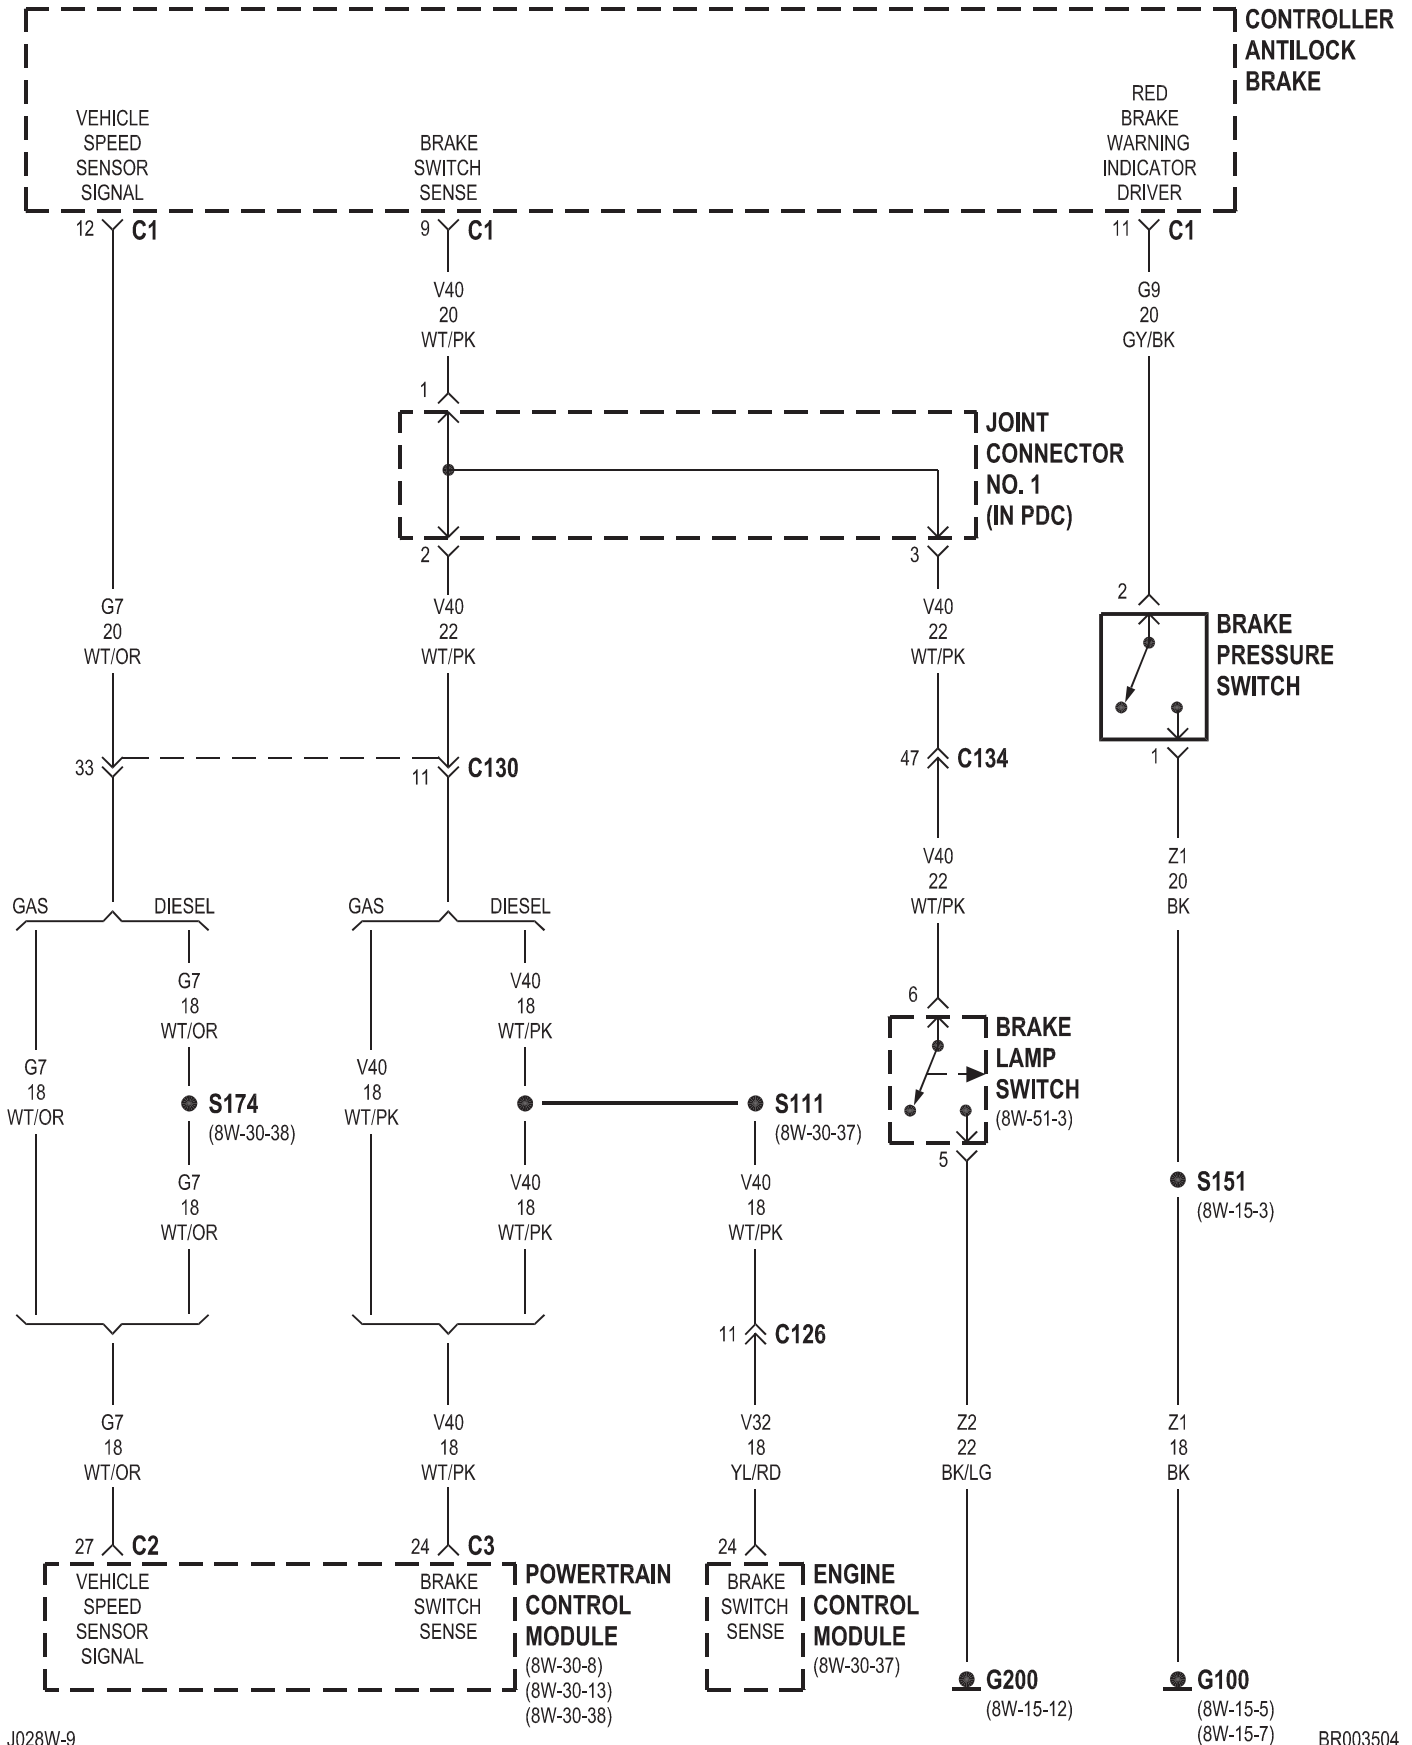 CONTROLLER
ANTILOCK
BRAKE
VEHICLE
SPEED
SENSOR
SIGNAL
BRAKE
SWITCH
SENSE
RED
BRAKE
WARNING
INDICATOR
DRIVER
12 C1
9 C1
11 C1
V40
20
WT/PK
G9
20
GY/BK
1
JOINT
CONNECTOR
NO. 1
(IN PDC)
2
3
G7
20
WT/OR
V40
22
WT/PK
V40
22
WT/PK
2
BRAKE
PRESSURE
SWITCH
1
33
11 C130
47 C134
V40
22
WT/PK
Z1
20
BK
GAS DIESEL
GAS DIESEL
G7
18
WT/OR
V40
18
WT/PK
G7
18
WT/OR
V40
18
WT/PK
6
BRAKE
LAMP
SWITCH
(8W-51-3)
5
S174
(8W-30-38)
S111
(8W-30-37)
G7
18
WT/OR
V40
18
WT/PK
V40
18
WT/PK
S151
(8W-15-3)
11 C126
G7
18
WT/OR
V40
18
WT/PK
V32
18
YL/RD
Z2
22
BK/LG
Z1
18
BK
27 C2
24 C3
24
VEHICLE
SPEED
SENSOR
SIGNAL
BRAKE
SWITCH
SENSE
POWERTRAIN
CONTROL
MODULE
(8W-30-8)
(8W-30-13)
(8W-30-38)
BRAKE
SWITCH
SENSE
ENGINE
CONTROL
MODULE
(8W-30-37)
G200
(8W-15-12)
G100
(8W-15-5)
(8W-15-7)
J028W-9
BR003504